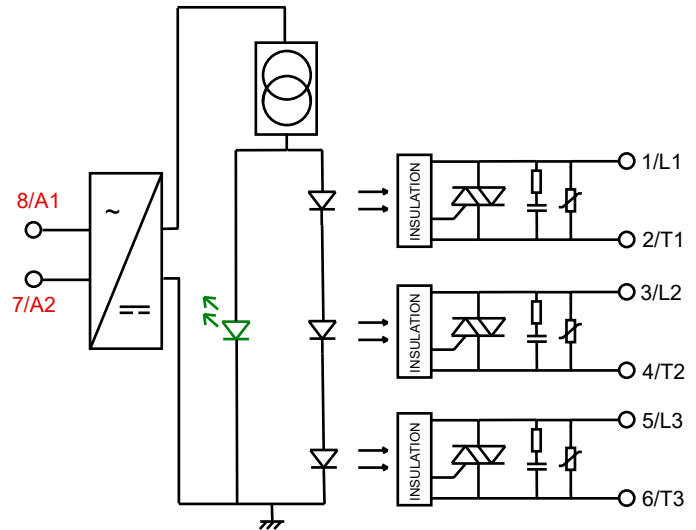 8/A1
7/A2
~
INSULATION
1/L1
2/T1
INSULATION
3/L2
4/T2
INSULATION
5/L3
6/T3